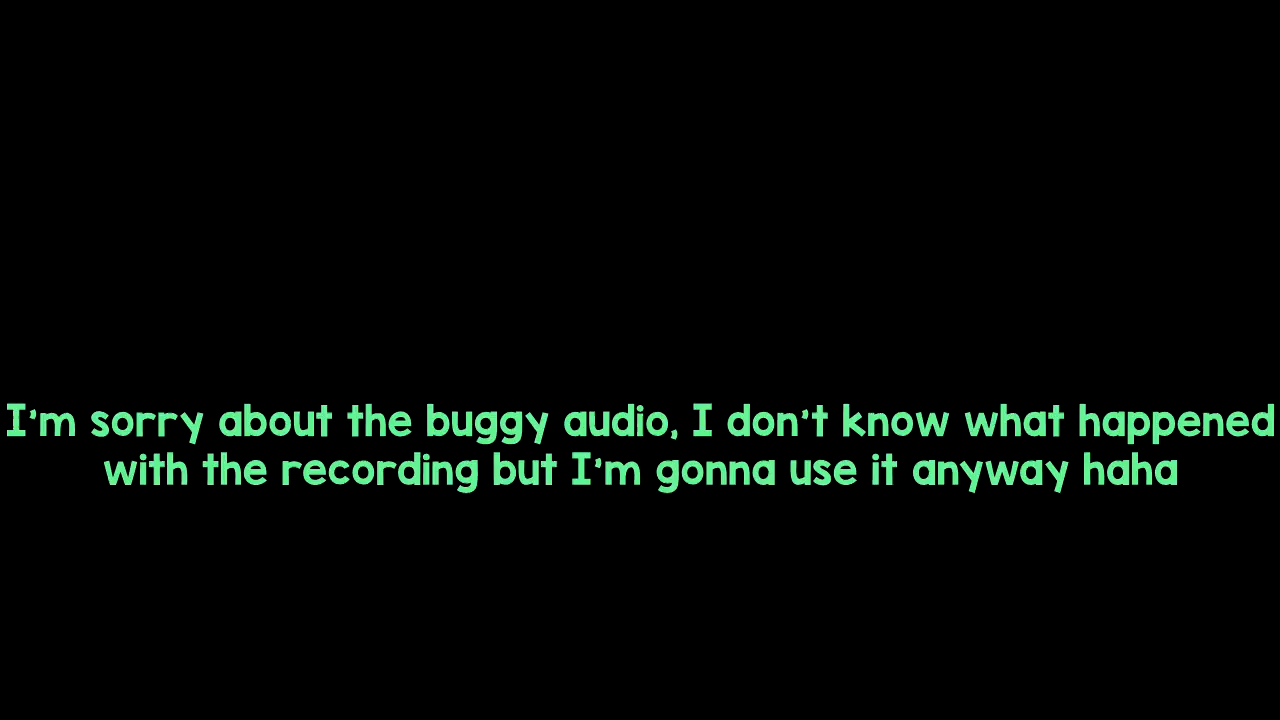 I'm sorry about the buggy audio, I don't know what happened
with the recording but I'm gonna use it anyway haha